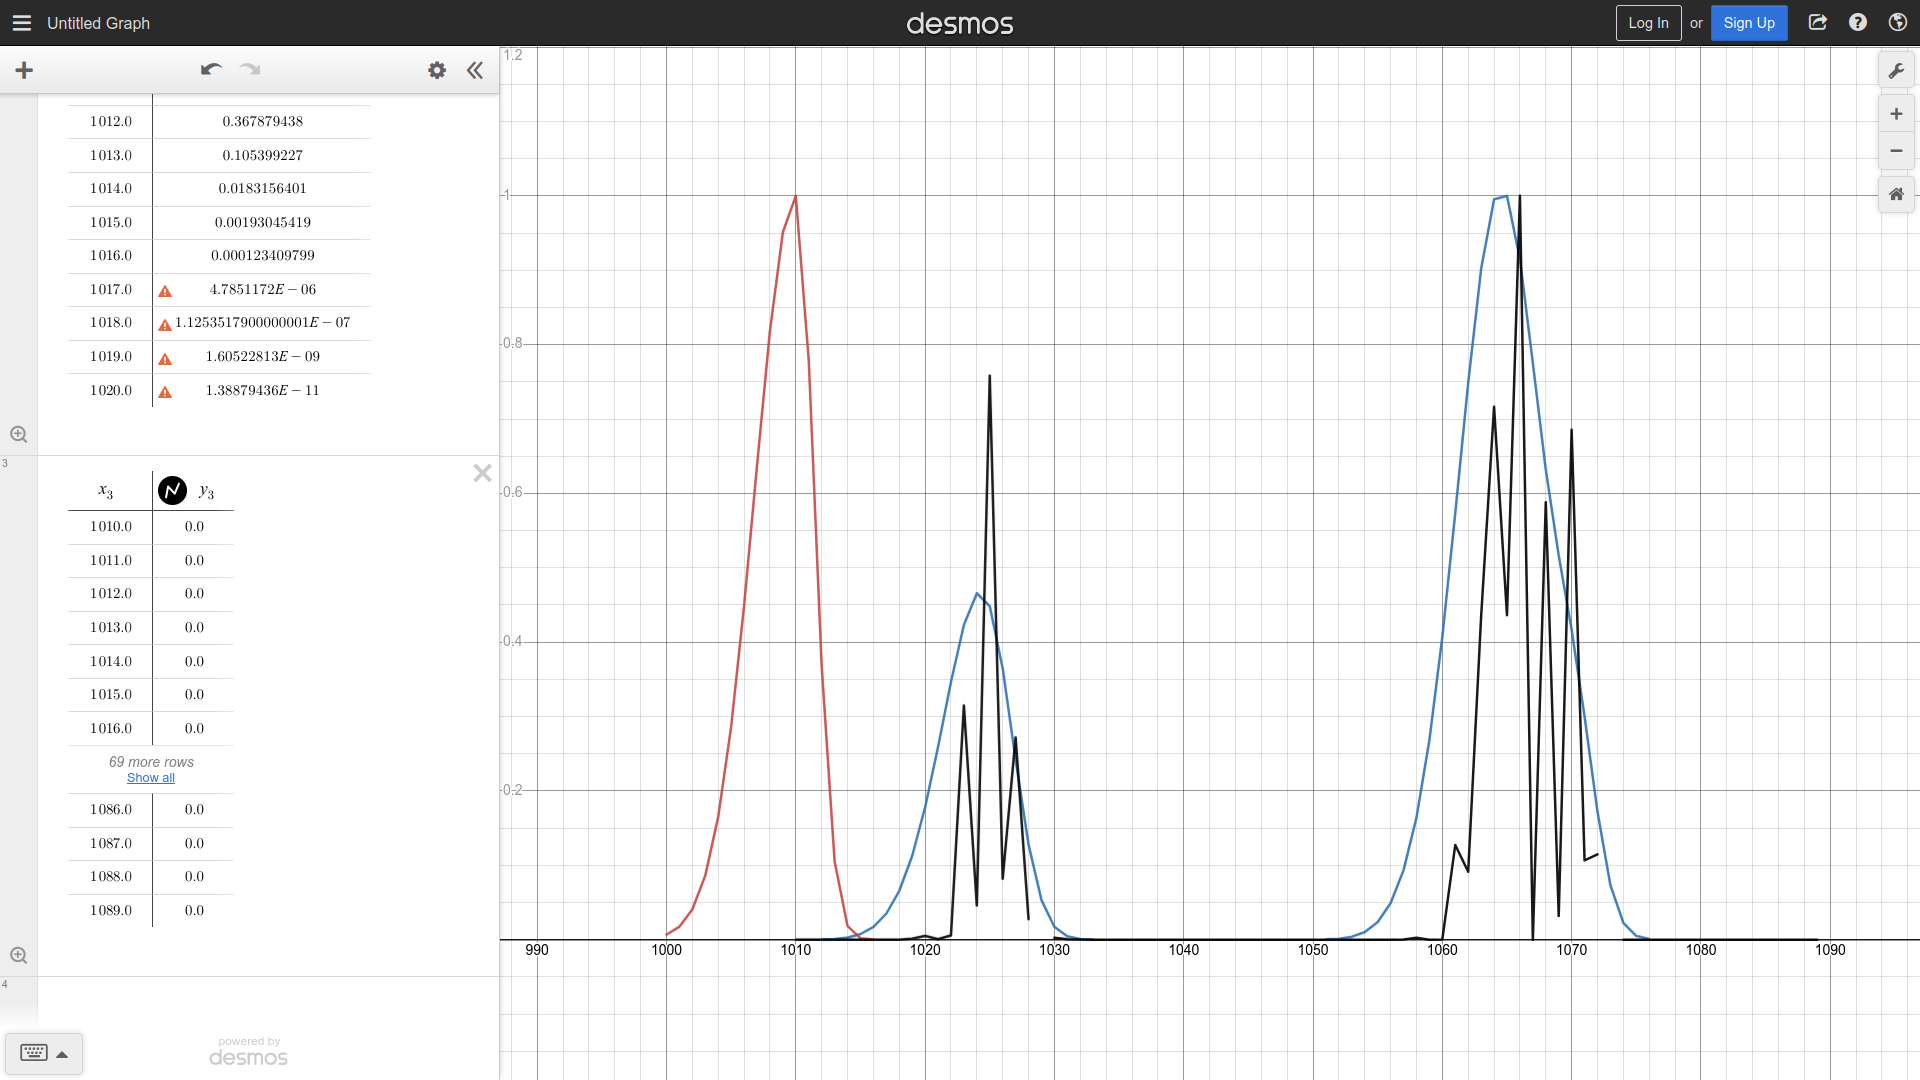 Untitled Graph
desmos
Log In or Sign Up
1012.0 0.367879438
1013.0 0.105399227
1014.0 0.0183156401
1015.0 0.00193045419
1016.0 0.000123409799
1017.0 4.7851172E − 06
1018.0 1.1253517900000001E − 07
1019.0 1.60522813E − 09
1020.0 1.38879436E − 11
3
x₃ y₃
1010.0 0.0
1011.0 0.0
1012.0 0.0
1013.0 0.0
1014.0 0.0
1015.0 0.0
1016.0 0.0
69 more rows
Show all
1086.0 0.0
1087.0 0.0
1088.0 0.0
1089.0 0.0
4
powered by
desmos
1.2
1
0.8
0.6
0.4
0.2
990 1000 1010 1020 1030 1040 1050 1060 1070 1080 1090